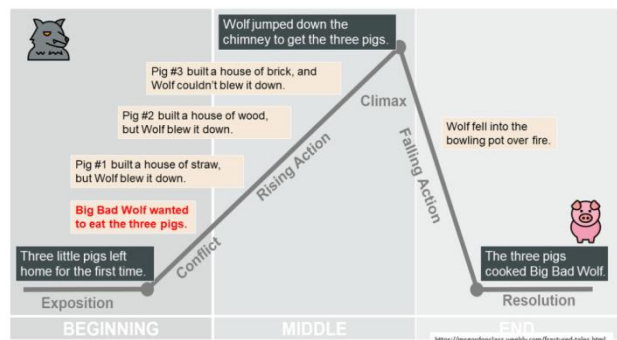 Wolf jumped down the
chimney to get the three pigs.
Pig #3 built a house of brick, and
Wolf couldn't blew it down.
Climax
Pig #2 built a house of wood,
but Wolf blew it down.
Wolf fell into the
bowling pot over fire.
Pig #1 built a house of straw,
but Wolf blew it down.
Rising Action
Falling Action
Big Bad Wolf wanted
to eat the three pigs.
Conflict
Three little pigs left
home for the first time.
The three pigs
cooked Big Bad Wolf.
Exposition
Resolution
BEGINNING
MIDDLE
END